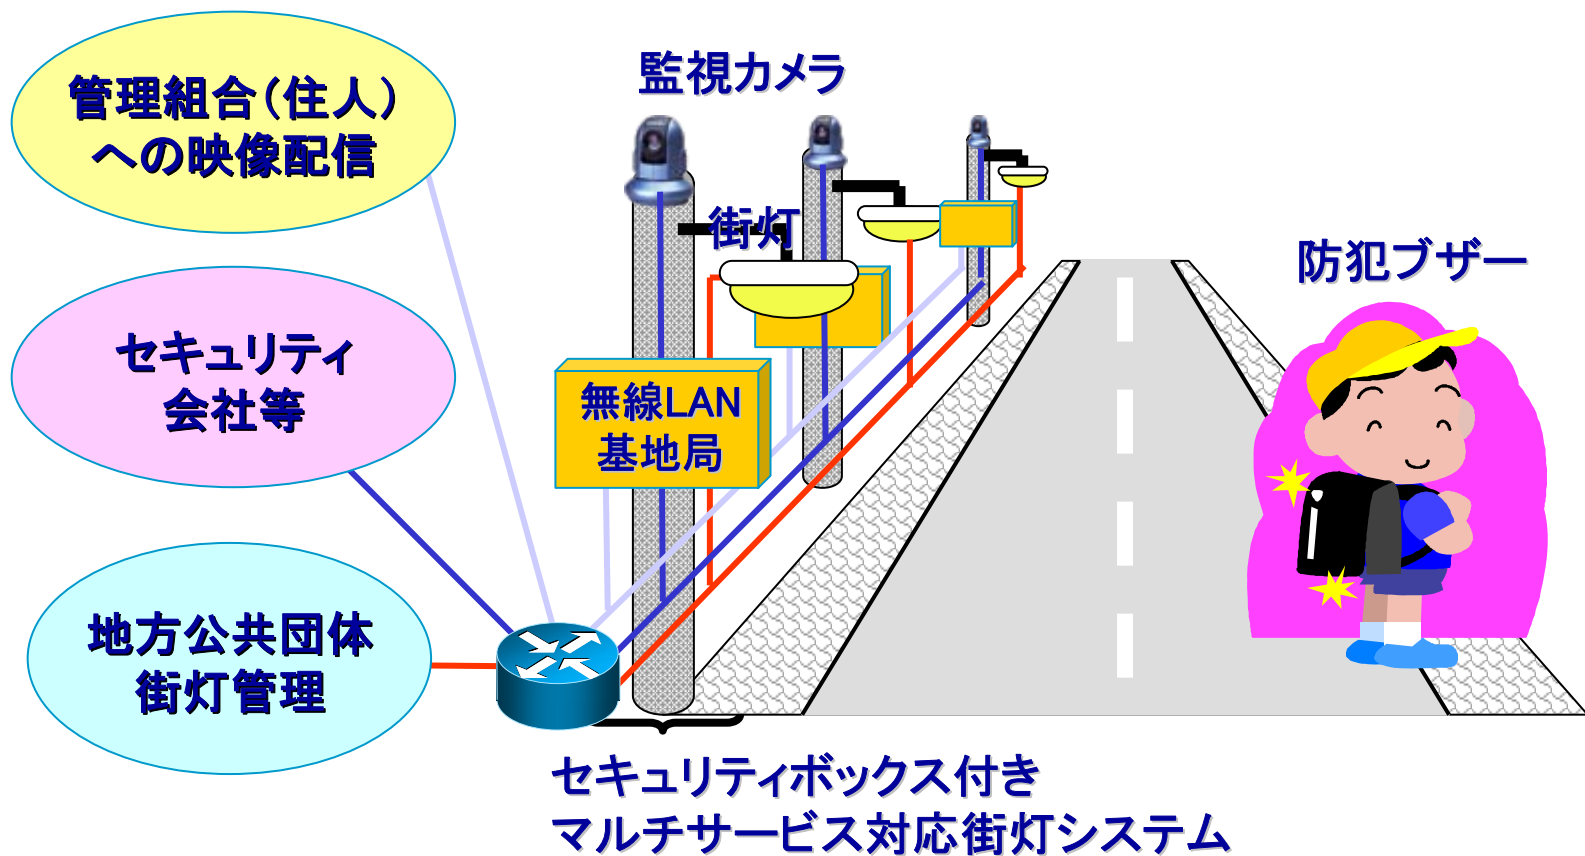 管理組合（住人）
への映像配信
監視カメラ
街灯
防犯ブザー
セキュリティ
会社等
無線LAN
基地局
地方公共団体
街灯管理
セキュリティボックス付き
マルチサービス対応街灯システム